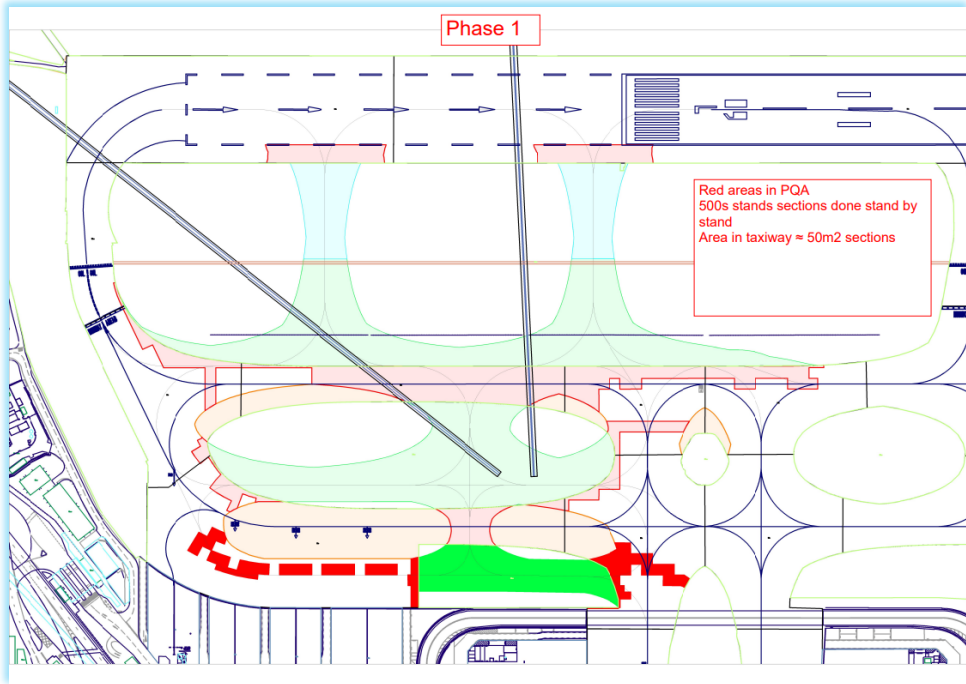 Phase 1
Red areas in PQA
500s stands sections done stand by
stand
Area in taxiway ≈ 50m2 sections